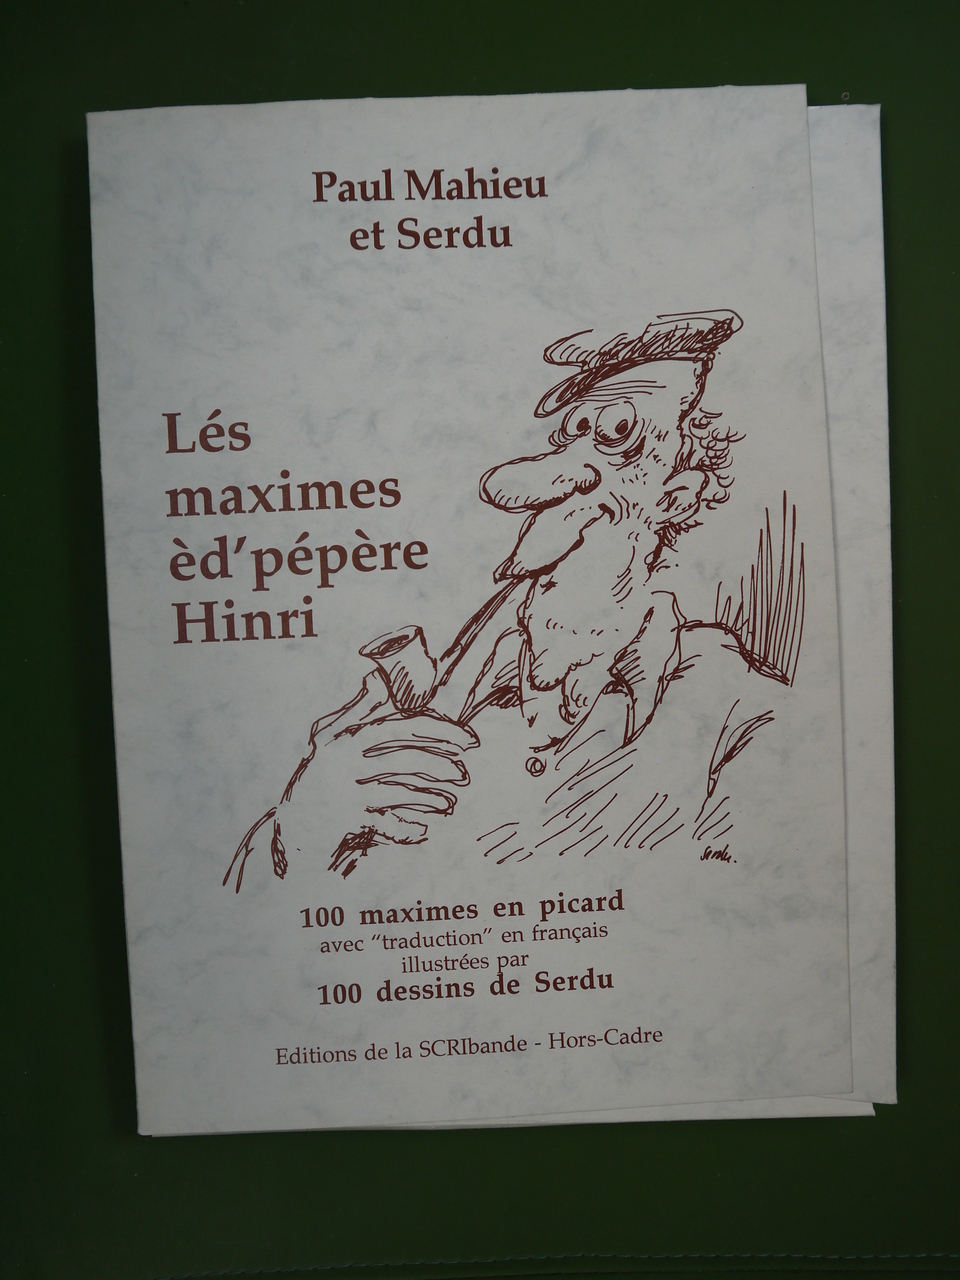 Paul Mahieu
et Serdu
Lés
maximes
èd'pépère
Hinri
Serdu.
100 maximes en picard
avec "traduction" en français
illustrées par
100 dessins de Serdu
Editions de la SCRIbande - Hors-Cadre